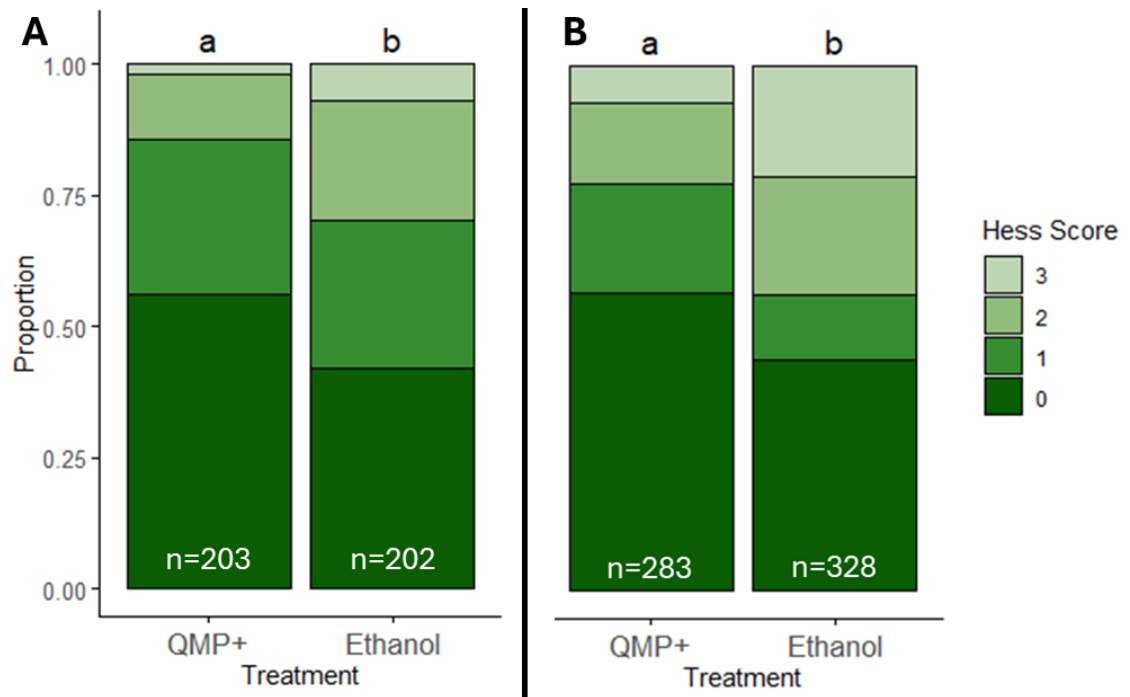 A
a
b
1.00
0.75
0.50
0.25
0.00
Proportion
n=203
n=202
QMP+
Ethanol
Treatment
B
a
b
n=283
n=328
QMP+
Ethanol
Treatment
Hess Score
3
2
1
0